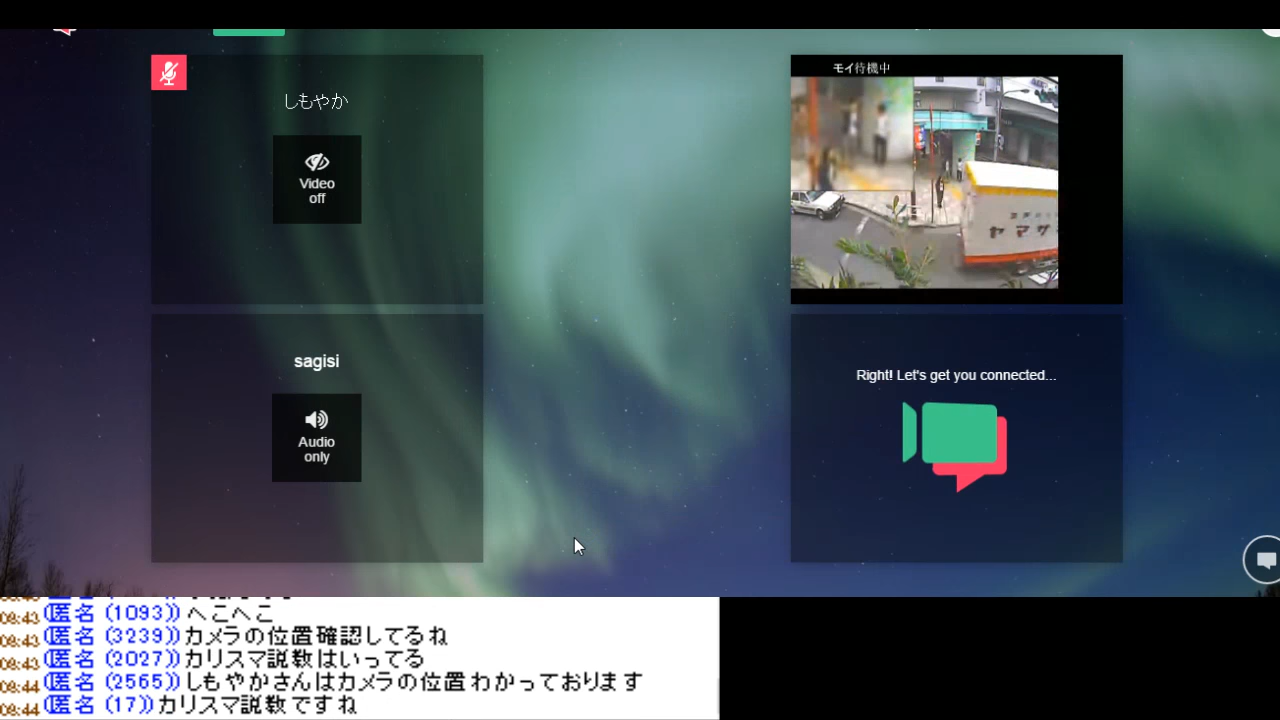 しもやか
Video
off
モイ待機中
ヤマザ
sagisi
Audio
only
Right! Let's get you connected...
08:43 (匿名 (1093)) へこへこ
08:43 (匿名 (3239)) カメラの位置確認してるね
08:43 (匿名 (2027)) カリスマ説数はいってる
08:44 (匿名 (2565)) しもやかさんはカメラの位置わかっております
08:44 (匿名 (17)) カリスマ説数ですね